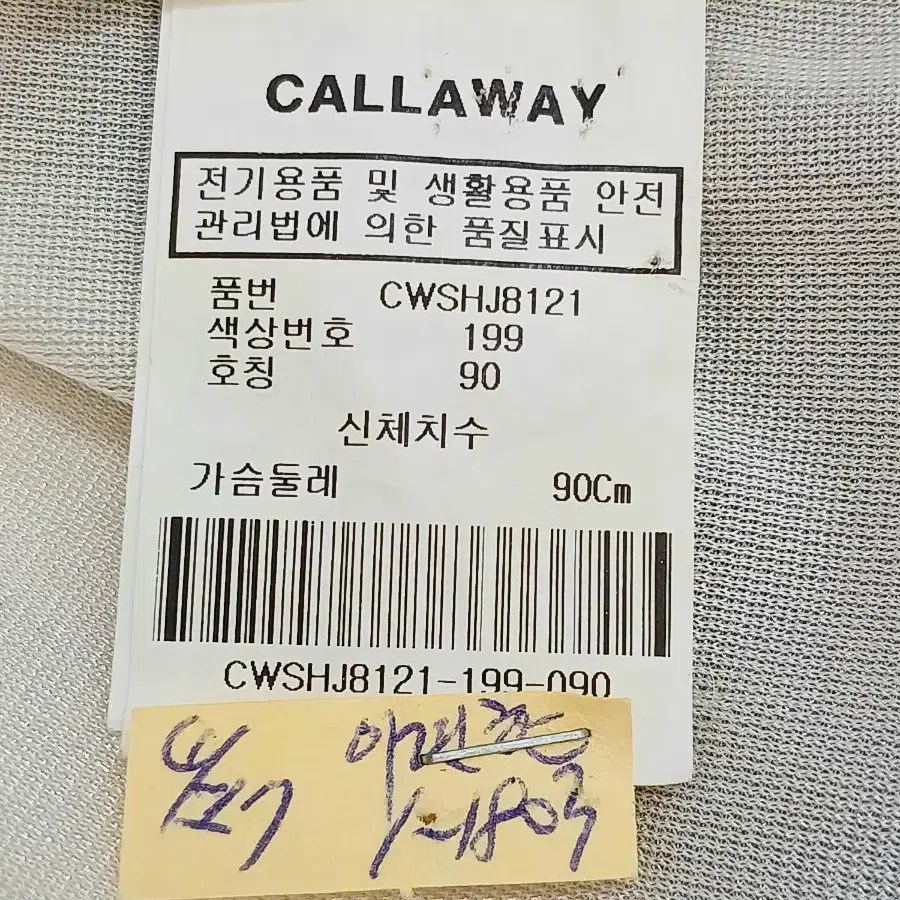 CALLAWAY
전기용품 및 생활용품 안전
관리법에 의한 품질표시
품번 CWSHJ8121
색상번호 199
호칭 90
신체치수
가슴둘레 90Cm
CWSHJ8121-199-090